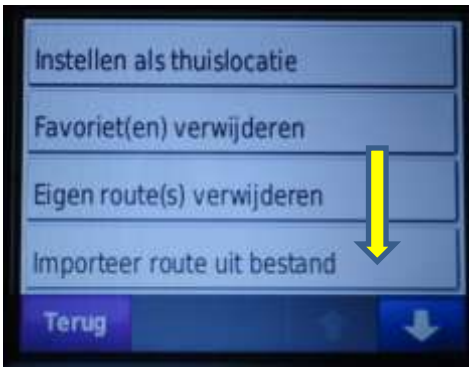 Instellen als thuislocatie
Favoriet(en) verwijderen
Eigen route(s) verwijderen
Importeer route uit bestand
Terug